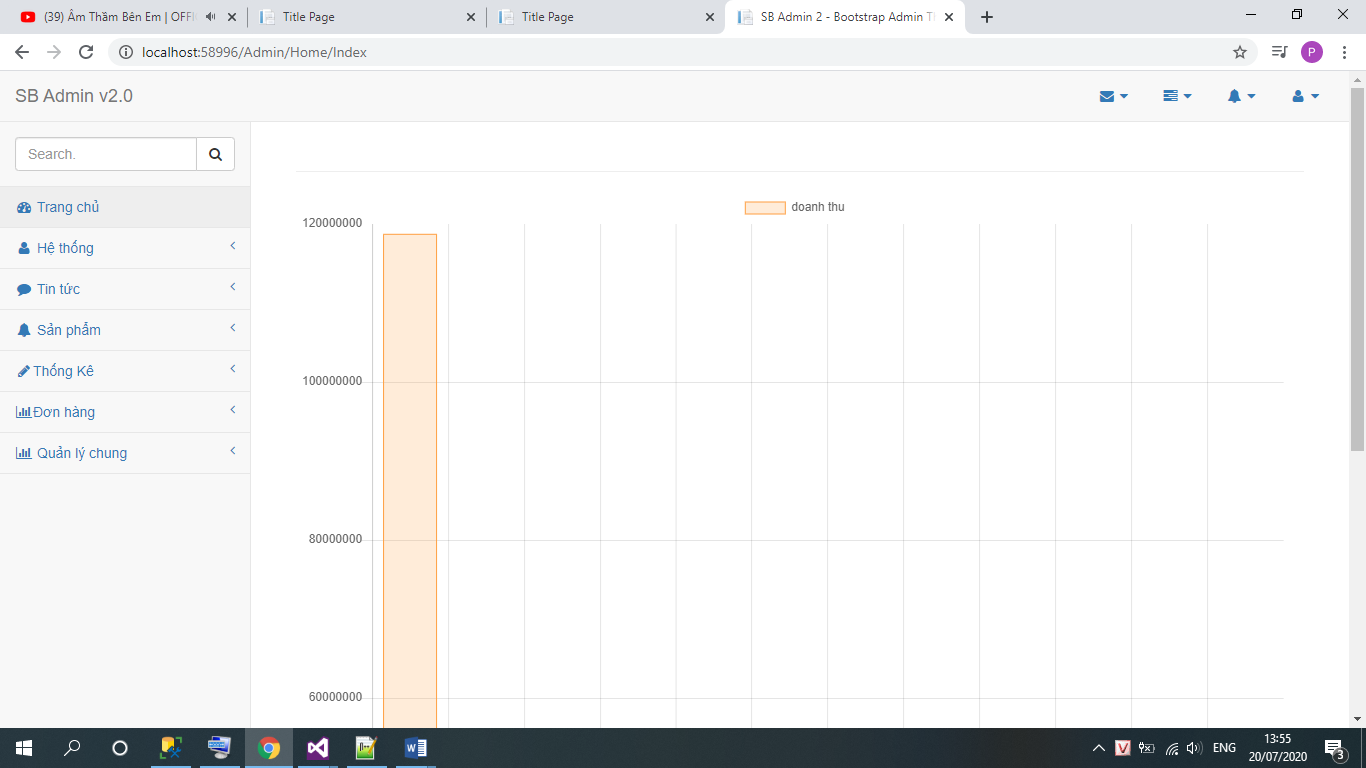 (39) Âm Thầm Bên Em | OFFI
Title Page
Title Page
SB Admin 2 - Bootstrap Admin T
localhost:58996/Admin/Home/Index
P
SB Admin v2.0
Search.
Trang chủ
Hệ thống
Tin tức
Sản phẩm
Thống Kê
Đơn hàng
Quản lý chung
doanh thu
120000000
100000000
80000000
60000000
V
ENG
13:55
20/07/2020
3